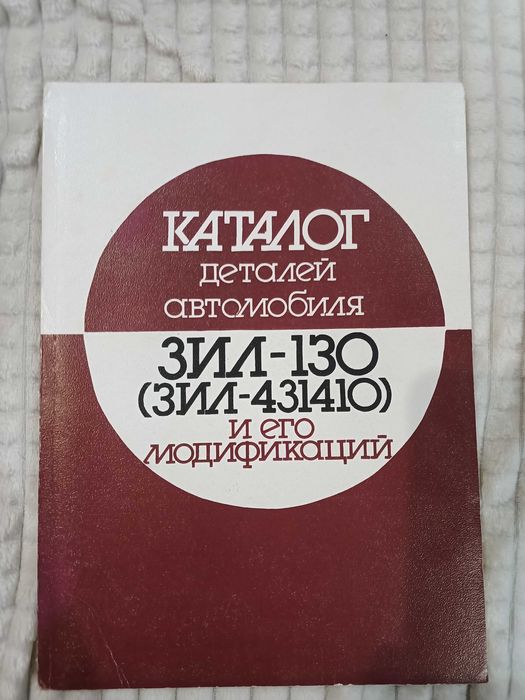 КАТАЛОГ
деталей
автомобиля
ЗИЛ-130
(ЗИЛ-431410)
и его
модификаций